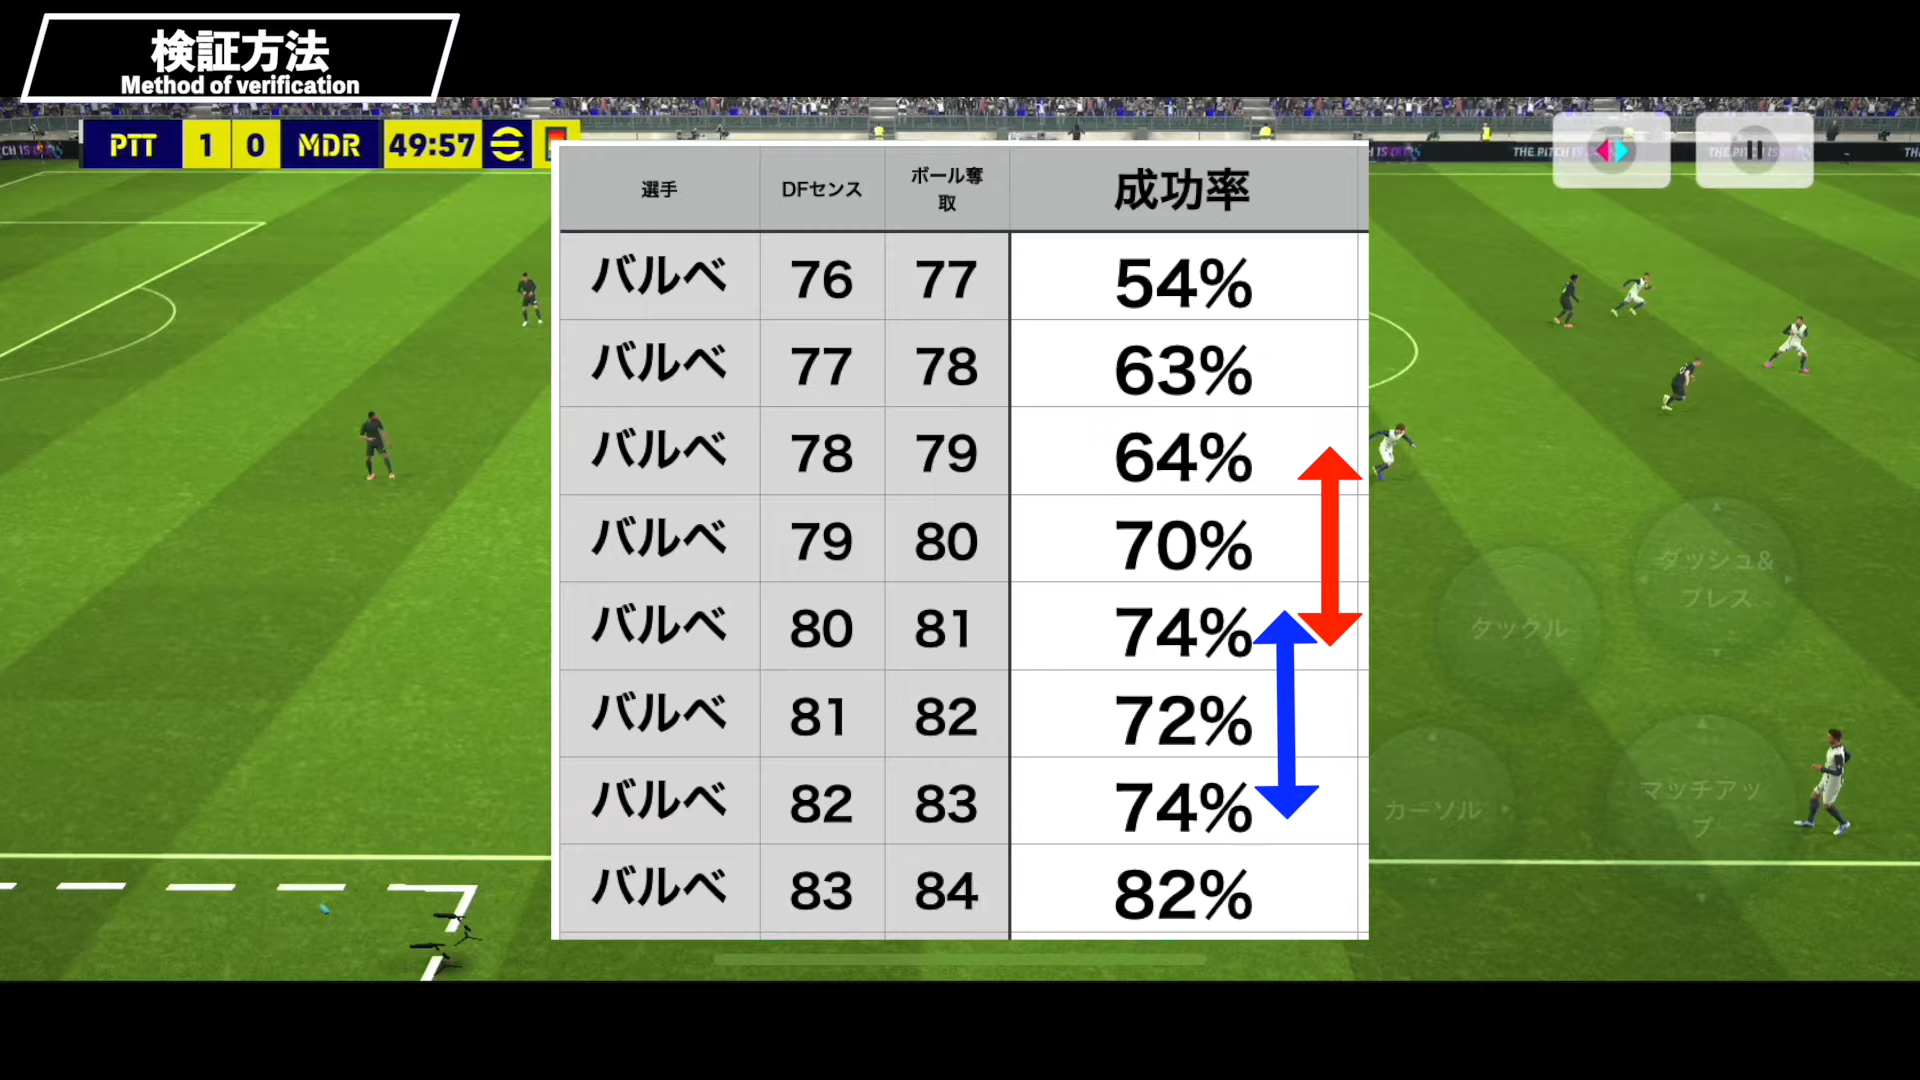 検証方法
Method of verification
PTT 1 0 MDR 49:57
THE PITCH IS
選手 DFセンス ボール奪
取 成功率
バルベ 76 77 54%
バルベ 77 78 63%
バルベ 78 79 64%
バルベ 79 80 70%
バルベ 80 81 74%
バルベ 81 82 72%
バルベ 82 83 74%
バルベ 83 84 82%
ダッシュ&
プレス
タックル
マッチアッ
プ
カーソル